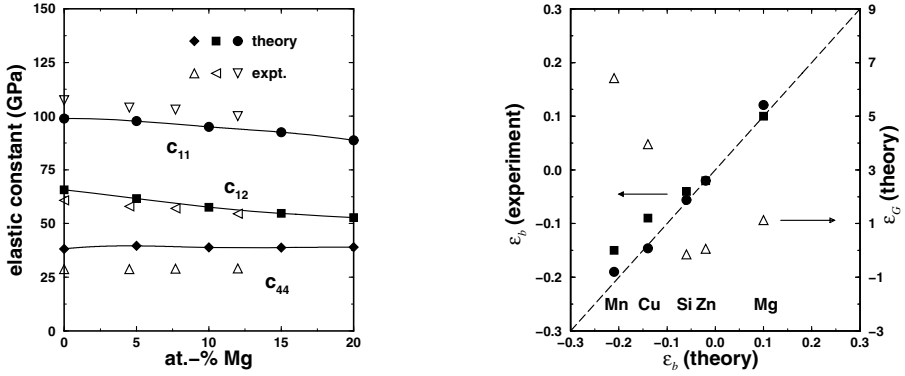 150
125
100
75
50
25
0
elastic constant (GPa)
theory
expt.
c11
c12
c44
0 5 10 15 20
at.−% Mg
0.3
0.2
0.1
0.0
−0.1
−0.2
−0.3
εb (experiment)
9
7
5
3
1
−1
−3
εG (theory)
Mn Cu Si Zn Mg
−0.3 −0.2 −0.1 0.0 0.1 0.2 0.3
εb (theory)